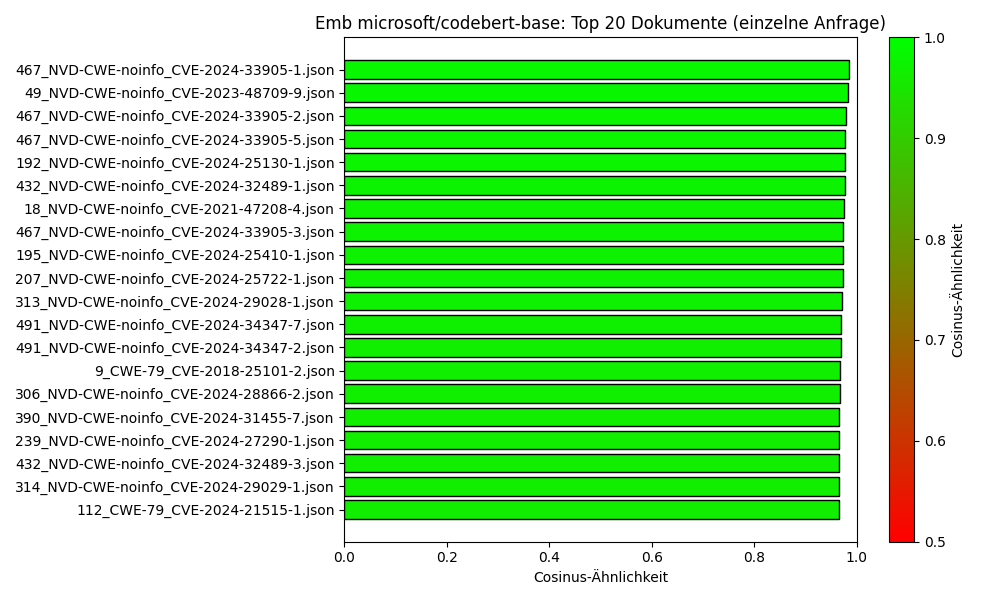 Emb microsoft/codebert-base: Top 20 Dokumente (einzelne Anfrage)
467_NVD-CWE-noinfo_CVE-2024-33905-1.json
49_NVD-CWE-noinfo_CVE-2023-48709-9.json
467_NVD-CWE-noinfo_CVE-2024-33905-2.json
467_NVD-CWE-noinfo_CVE-2024-33905-5.json
192_NVD-CWE-noinfo_CVE-2024-25130-1.json
432_NVD-CWE-noinfo_CVE-2024-32489-1.json
18_NVD-CWE-noinfo_CVE-2021-47208-4.json
467_NVD-CWE-noinfo_CVE-2024-33905-3.json
195_NVD-CWE-noinfo_CVE-2024-25410-1.json
207_NVD-CWE-noinfo_CVE-2024-25722-1.json
313_NVD-CWE-noinfo_CVE-2024-29028-1.json
491_NVD-CWE-noinfo_CVE-2024-34347-7.json
491_NVD-CWE-noinfo_CVE-2024-34347-2.json
9_CWE-79_CVE-2018-25101-2.json
306_NVD-CWE-noinfo_CVE-2024-28866-2.json
390_NVD-CWE-noinfo_CVE-2024-31455-7.json
239_NVD-CWE-noinfo_CVE-2024-27290-1.json
432_NVD-CWE-noinfo_CVE-2024-32489-3.json
314_NVD-CWE-noinfo_CVE-2024-29029-1.json
112_CWE-79_CVE-2024-21515-1.json
0.0 0.2 0.4 0.6 0.8 1.0
Cosinus-Ähnlichkeit
1.0
0.9
0.8
0.7
0.6
0.5
Cosinus-Ähnlichkeit